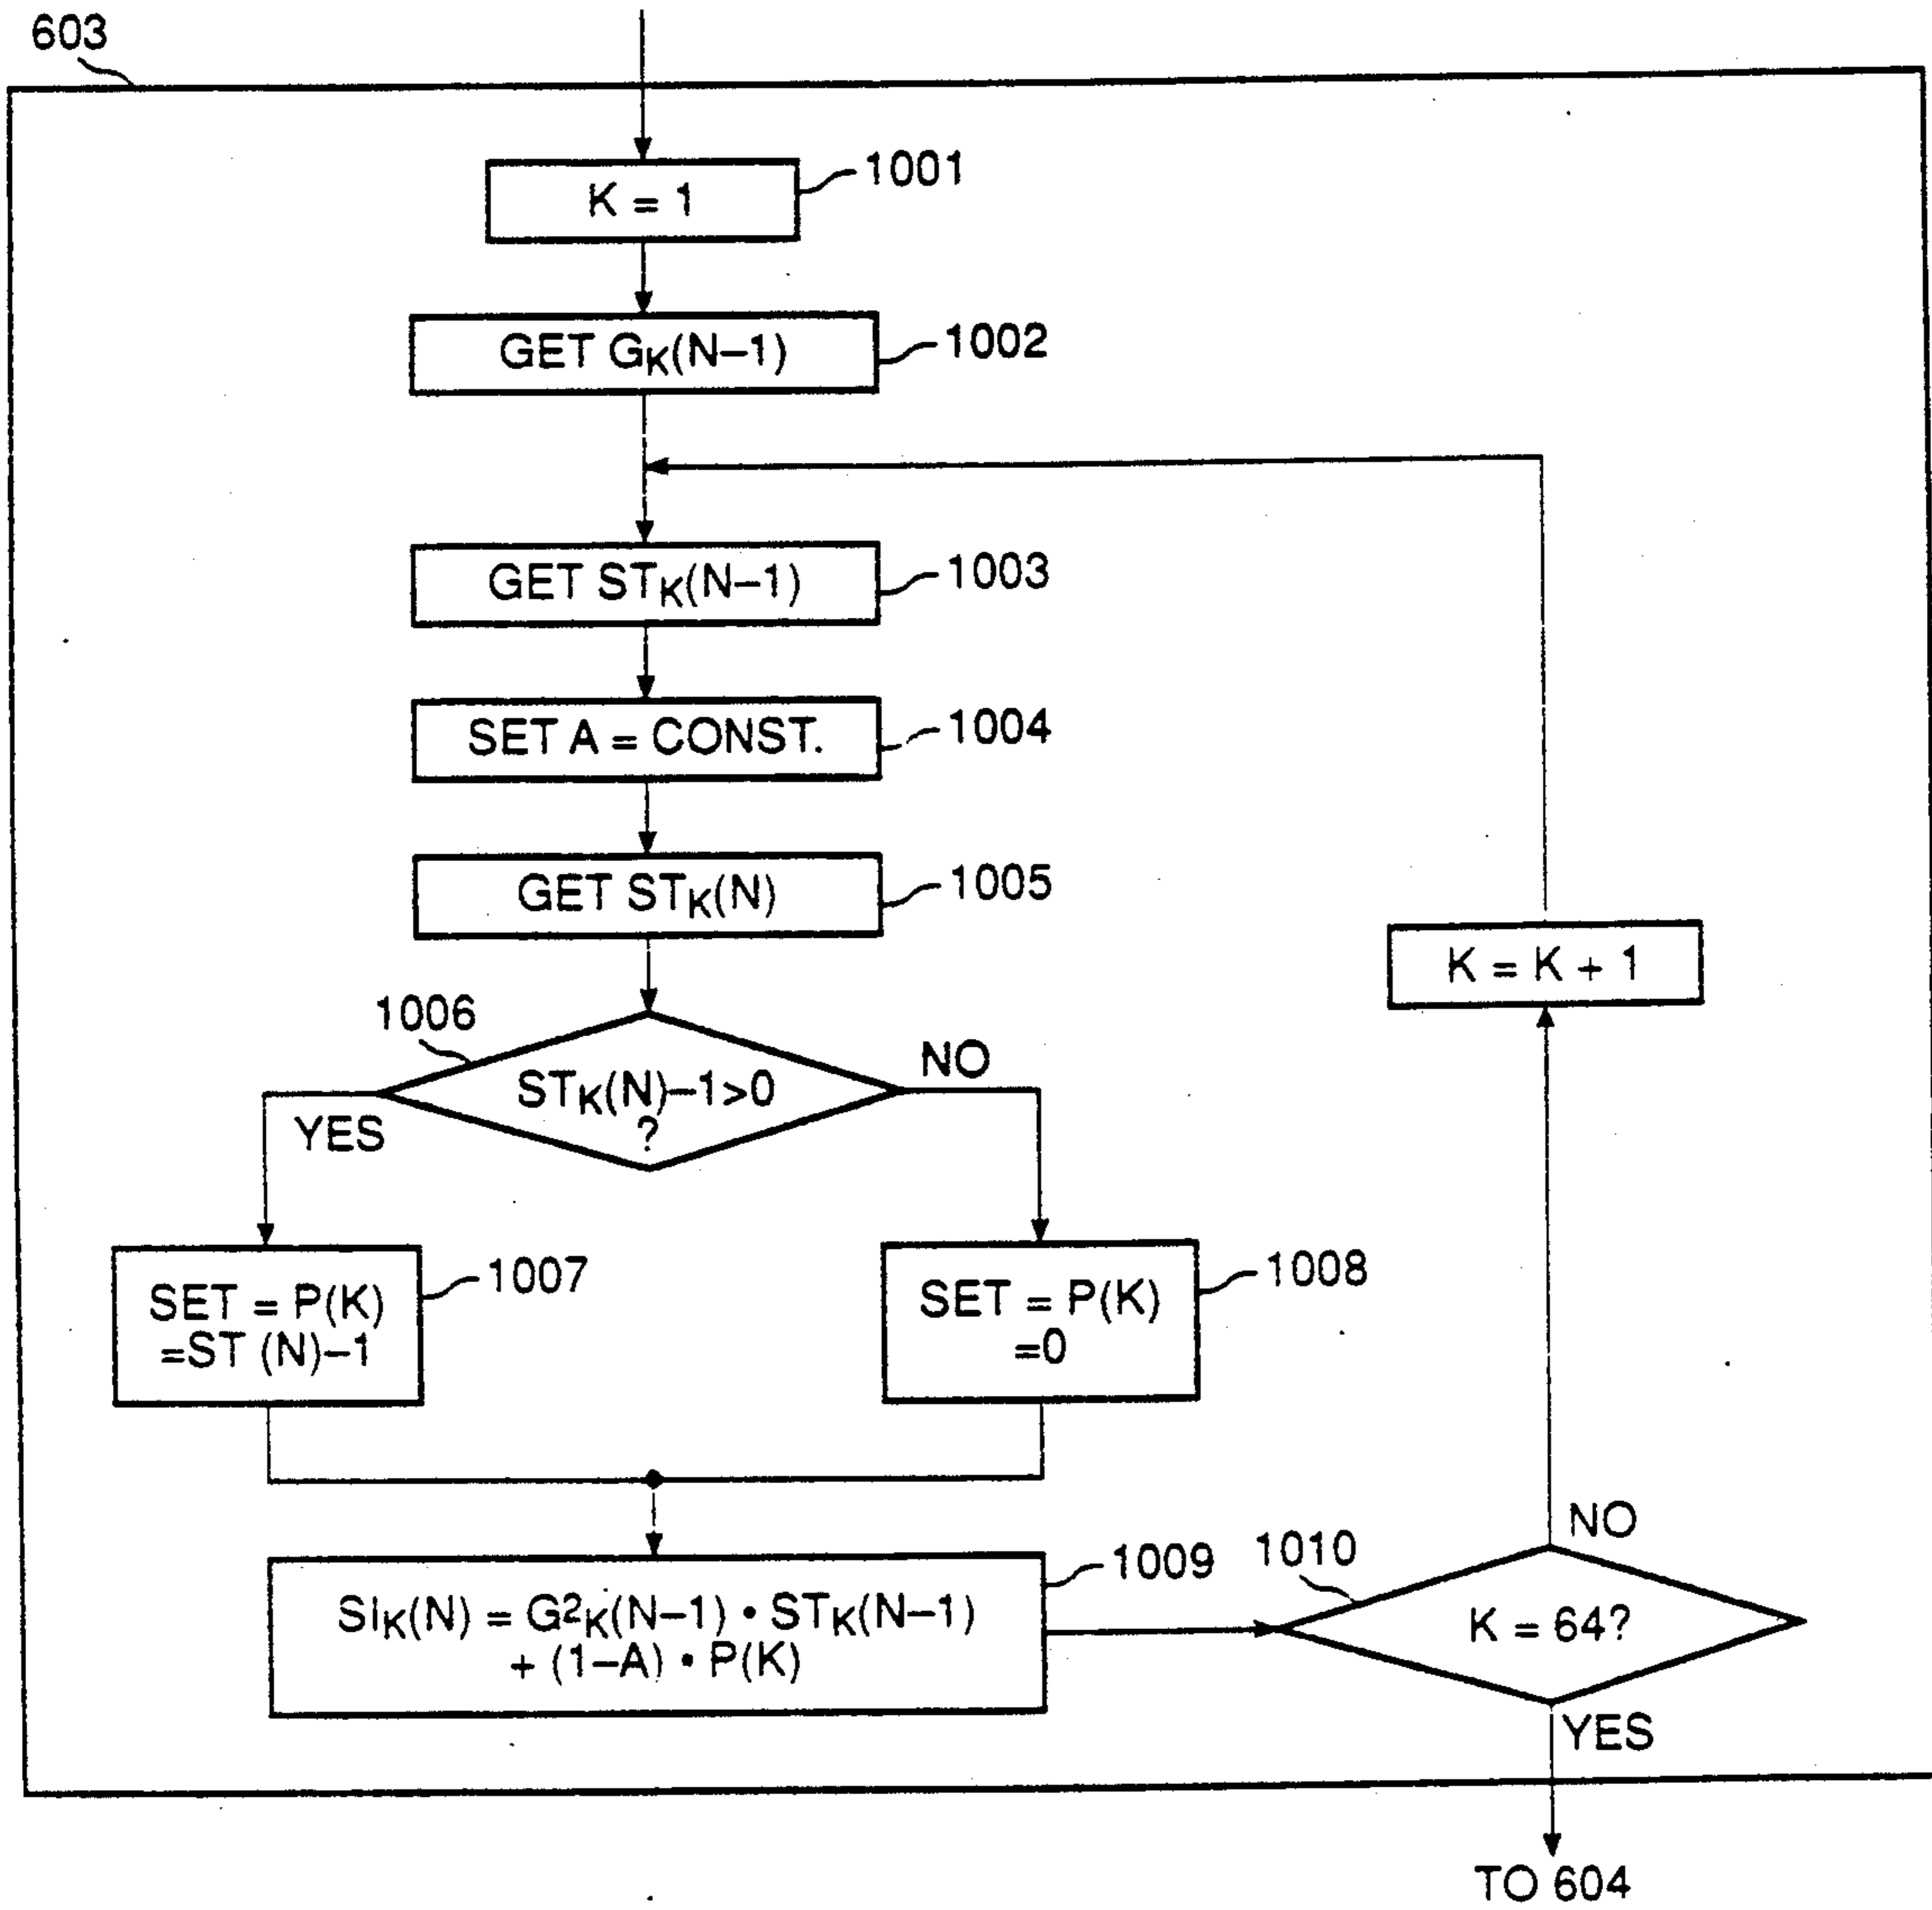 603
K = 1
1001
GET GK(N–1)
1002
GET STK(N–1)
1003
SET A = CONST.
1004
GET STK(N)
1005
K = K + 1
1006
STK(N)–1>0
?
YES
NO
SET = P(K)
=ST (N)–1
1007
SET = P(K)
=0
1008
SIK(N) = G²K(N–1) • STK(N–1)
+ (1–A) • P(K)
1009
1010
K = 64?
NO
YES
TO 604